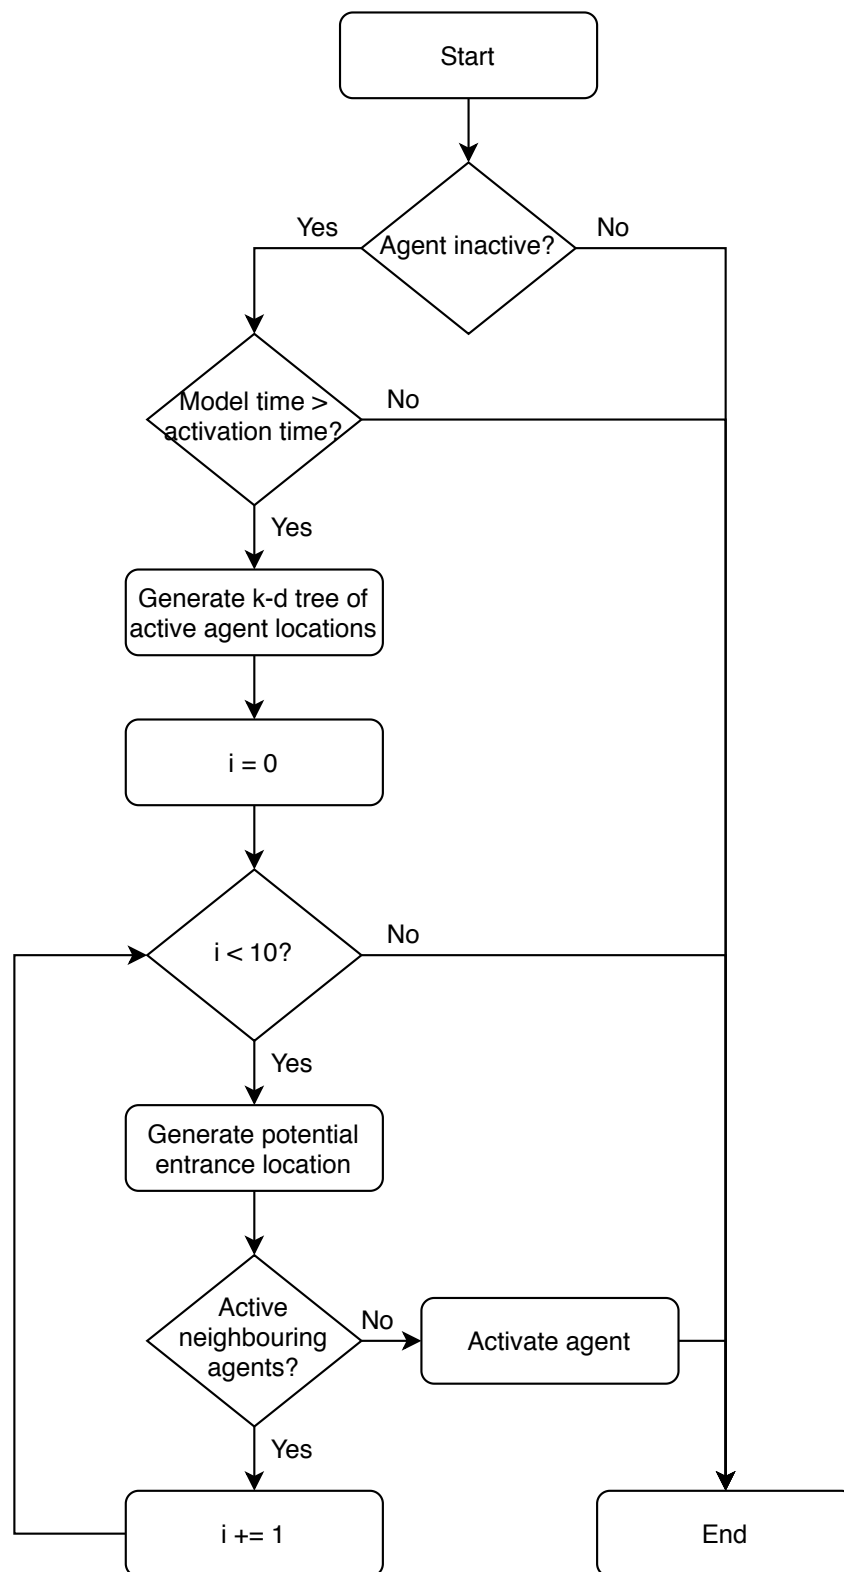 Start
Agent inactive?
Yes
No
Model time >
activation time?
No
Yes
Generate k-d tree of
active agent locations
i = 0
i < 10?
No
Yes
Generate potential
entrance location
Active
neighbouring
agents?
No
Activate agent
Yes
i += 1
End